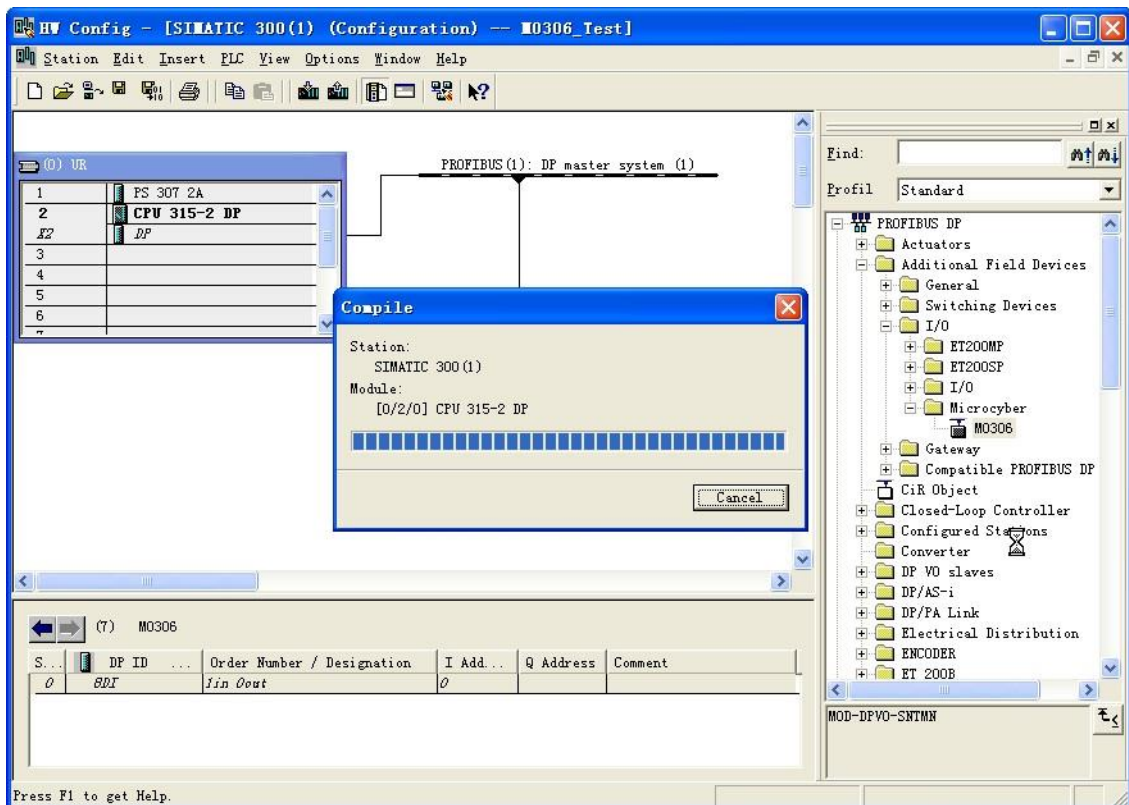 HW Config - [SIMATIC 300(1) (Configuration) -- M0306_Test]
Station Edit Insert PLC View Options Window Help
(0) UR
1 PS 307 2A
2 CPU 315-2 DP
X2 DP
3
4
5
6
7
PROFIBUS(1): DP master system (1)
Compile
Station:
SIMATIC 300(1)
Module:
[0/2/0] CPU 315-2 DP
Cancel
(7) M0306
S... DP ID ... Order Number / Designation I Add... Q Address Comment
0 8DI 1in 0out 0
Find:
Profil Standard
PROFIBUS DP
Actuators
Additional Field Devices
General
Switching Devices
I/O
ET200MP
ET200SP
I/O
Microcyber
M0306
Gateway
Compatible PROFIBUS DP
CiR Object
Closed-Loop Controller
Configured Stations
Converter
DP V0 slaves
DP/AS-i
DP/PA Link
Electrical Distribution
ENCODER
ET 200B
MOD-DPV0-SNTMN
Press F1 to get Help.